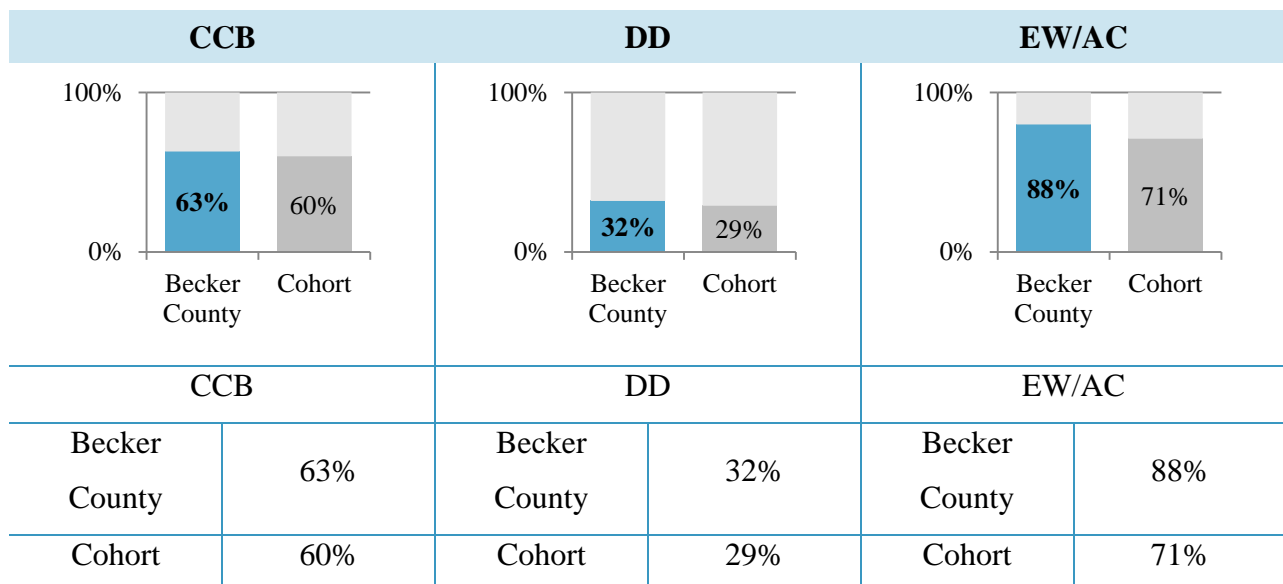 CCB DD EW/AC
100% 100% 100%
63% 60% 32% 29% 88% 71%
0% 0% 0%
Becker Cohort Becker Cohort Becker Cohort
County County County
CCB DD EW/AC
Becker County 63% Becker County 32% Becker County 88%
Cohort 60% Cohort 29% Cohort 71%